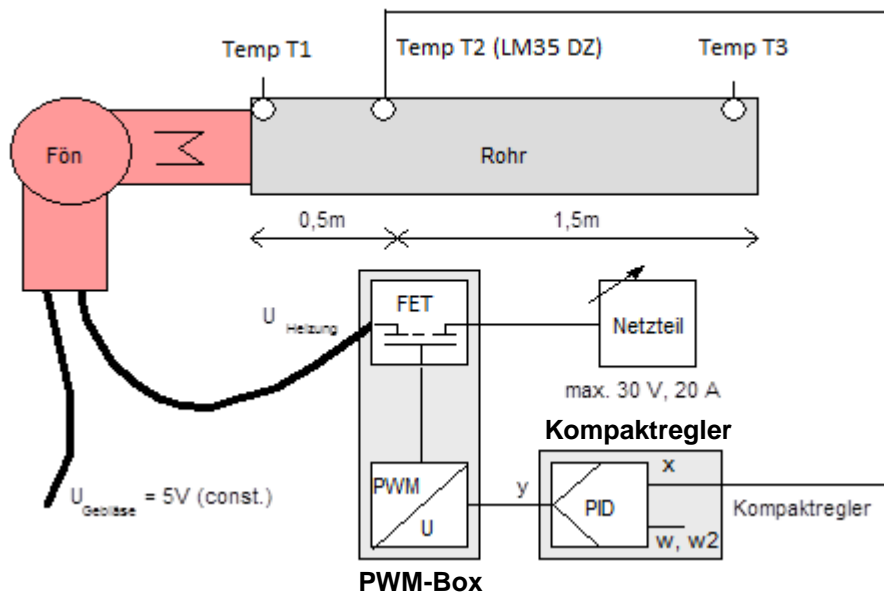 Temp T1
Temp T2 (LM35 DZ)
Temp T3
Fön
Rohr
0,5m
1,5m
FET
U Heizung
Netzteil
max. 30 V, 20 A
Kompaktregler
U Gebläse = 5V (const.)
PWM
U
y
PID
x
w, w2
Kompaktregler
PWM-Box